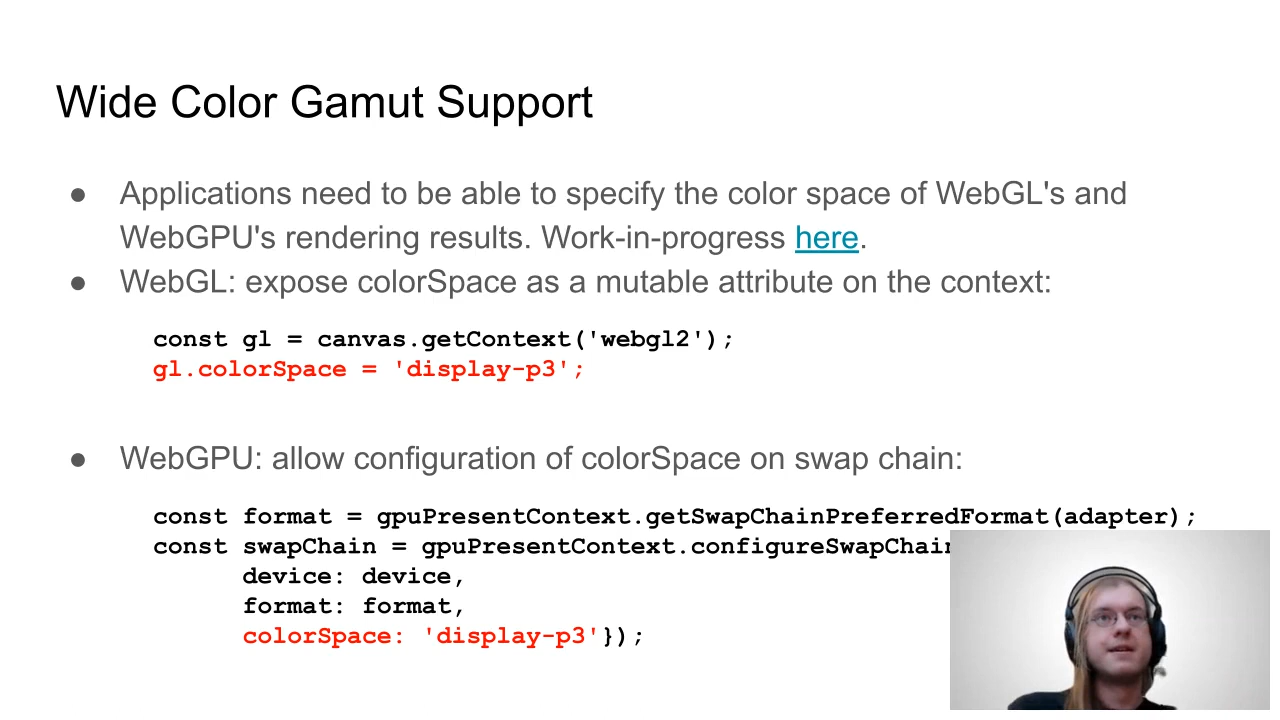 Wide Color Gamut Support
● Applications need to be able to specify the color space of WebGL's and
WebGPU's rendering results. Work-in-progress here.
● WebGL: expose colorSpace as a mutable attribute on the context:
const gl = canvas.getContext('webgl2');
gl.colorSpace = 'display-p3';
● WebGPU: allow configuration of colorSpace on swap chain:
const format = gpuPresentContext.getSwapChainPreferredFormat(adapter);
const swapChain = gpuPresentContext.configureSwapChain
device: device,
format: format,
colorSpace: 'display-p3'});